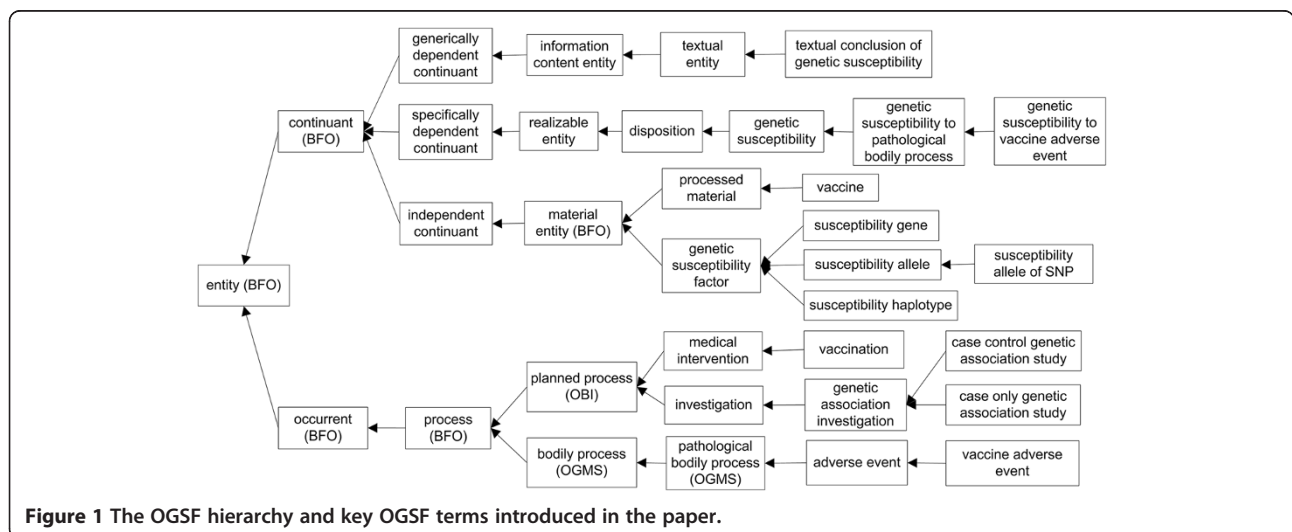 generically
dependent
continuant
information
content entity
textual
entity
textual conclusion of
genetic susceptibility
continuant
(BFO)
specifically
dependent
continuant
realizable
entity
disposition
genetic
susceptibility
genetic
susceptibility to
pathological
bodily process
genetic
susceptibility to
vaccine adverse
event
independent
continuant
material
entity (BFO)
processed
material
vaccine
genetic
susceptibility
factor
susceptibility gene
susceptibility allele
susceptibility
allele of SNP
susceptibility haplotype
entity (BFO)
occurrent
(BFO)
process
(BFO)
planned process
(OBI)
medical
intervention
vaccination
investigation
genetic
association
investigation
case control genetic
association study
case only genetic
association study
bodily process
(OGMS)
pathological
bodily process
(OGMS)
adverse event
vaccine adverse
event
Figure 1 The OGSF hierarchy and key OGSF terms introduced in the paper.